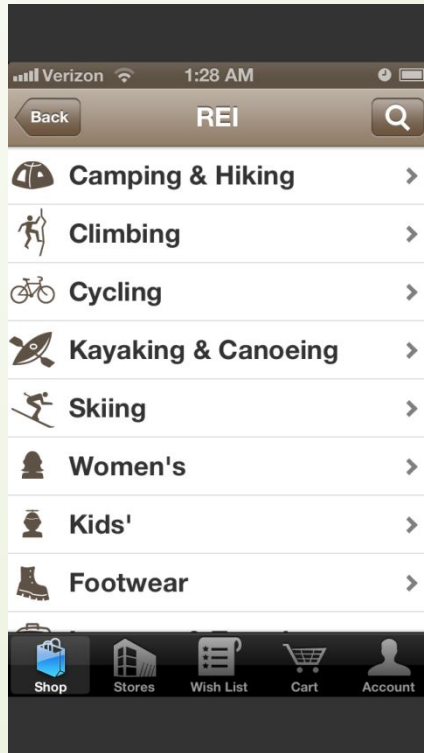 Verizon 1:28 AM
Back REI
Camping & Hiking
Climbing
Cycling
Kayaking & Canoeing
Skiing
Women's
Kids'
Footwear
Shop Stores Wish List Cart Account